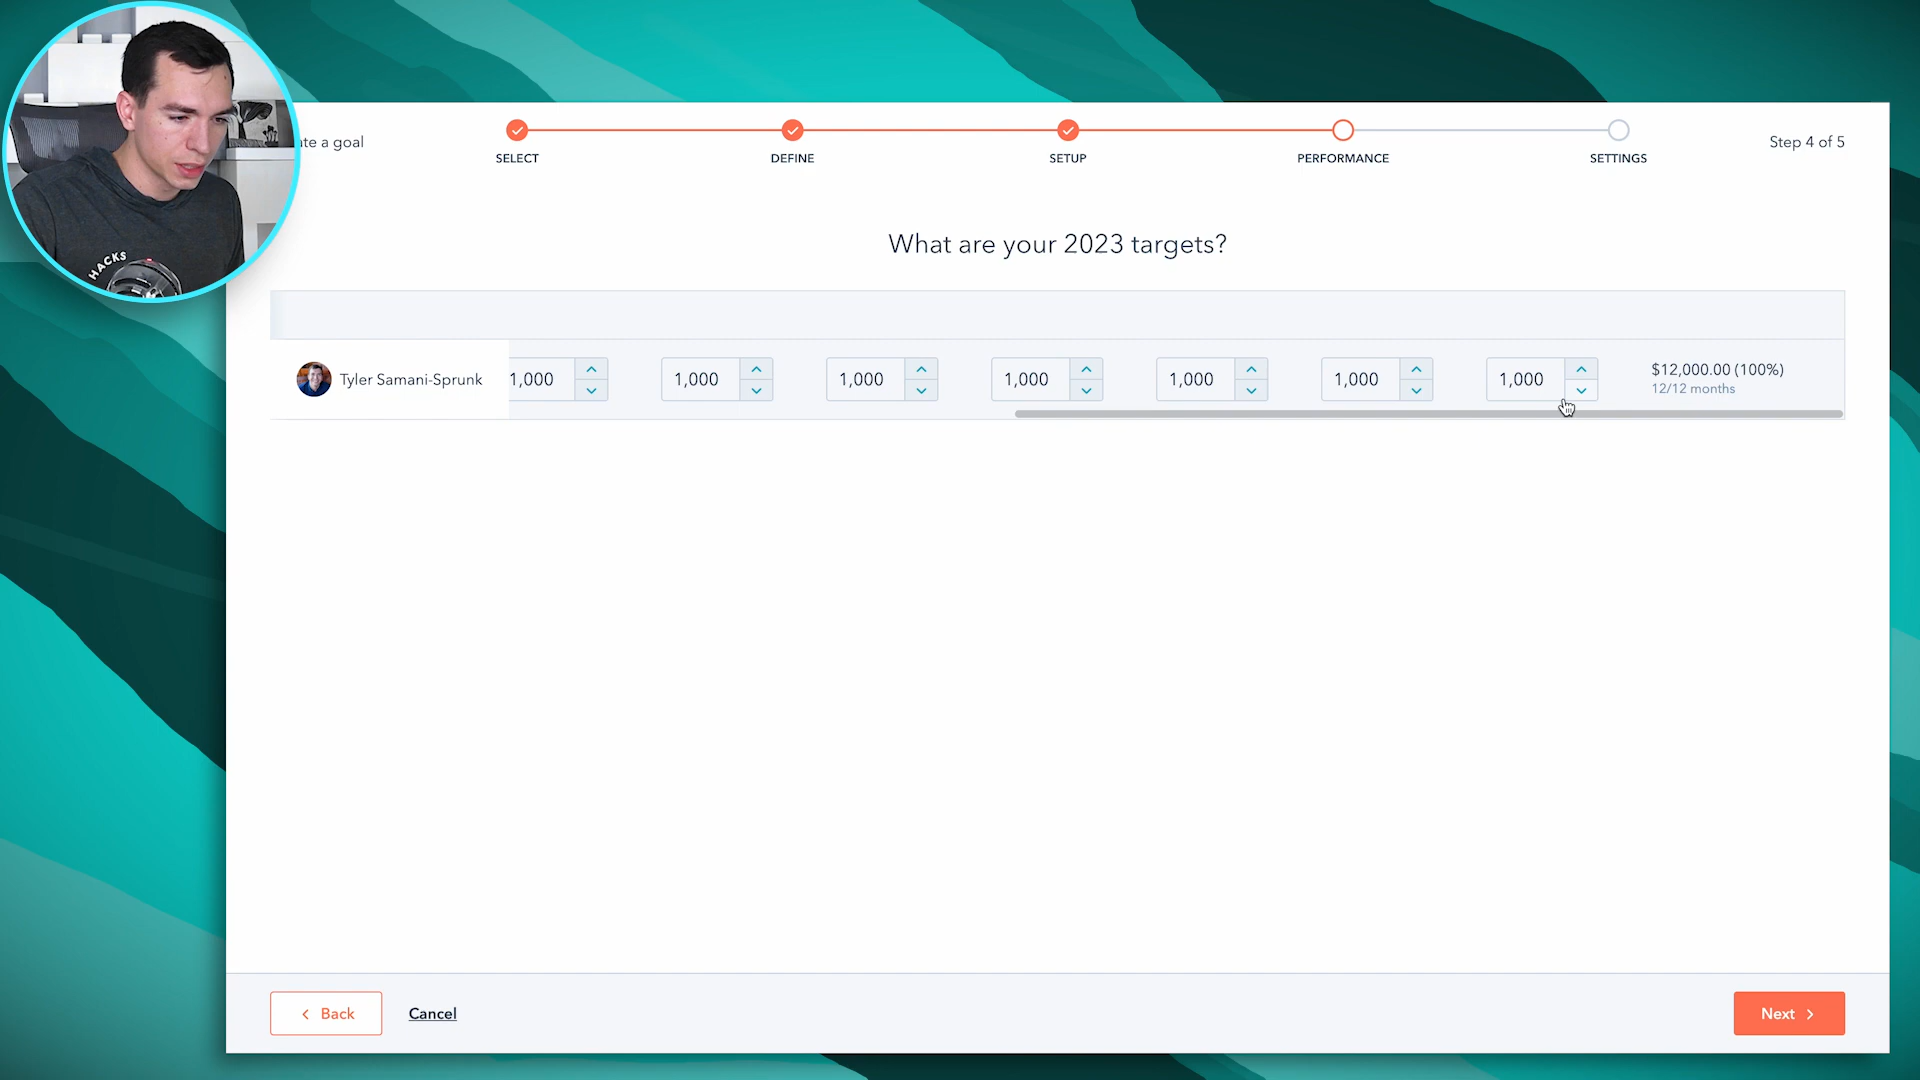 ate a goal
SELECT
DEFINE
SETUP
PERFORMANCE
SETTINGS
Step 4 of 5
What are your 2023 targets?
Tyler Samani-Sprunk
1,000
1,000
1,000
1,000
1,000
1,000
1,000
$12,000.00 (100%)
12/12 months
HACKS
Back
Cancel
Next